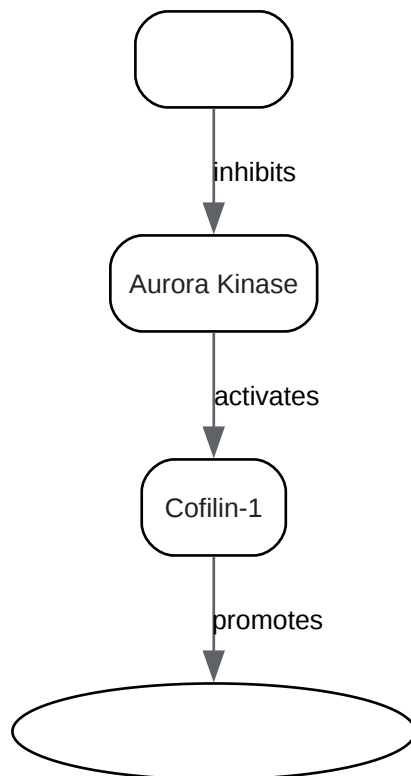 inhibits
Aurora Kinase
activates
Cofilin-1
promotes